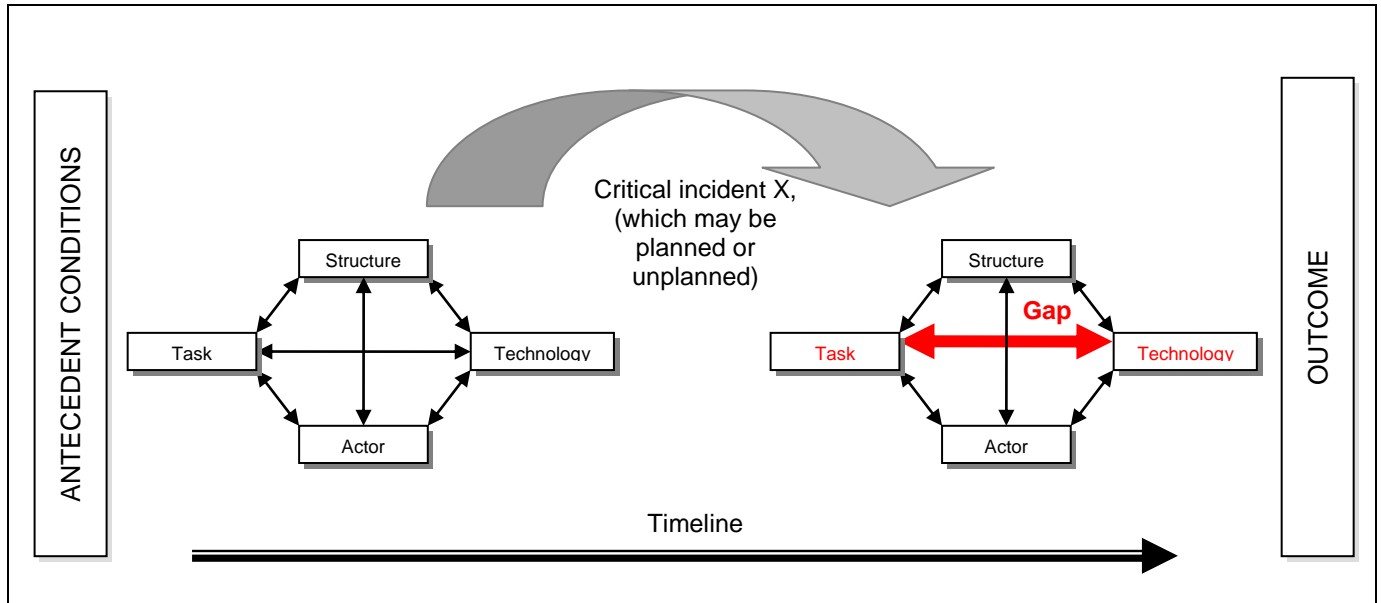 ANTECEDENT CONDITIONS
Critical incident X,
(which may be
planned or
unplanned)
Structure
Task
Technology
Actor
Structure
Gap
Task
Technology
Actor
Timeline
OUTCOME